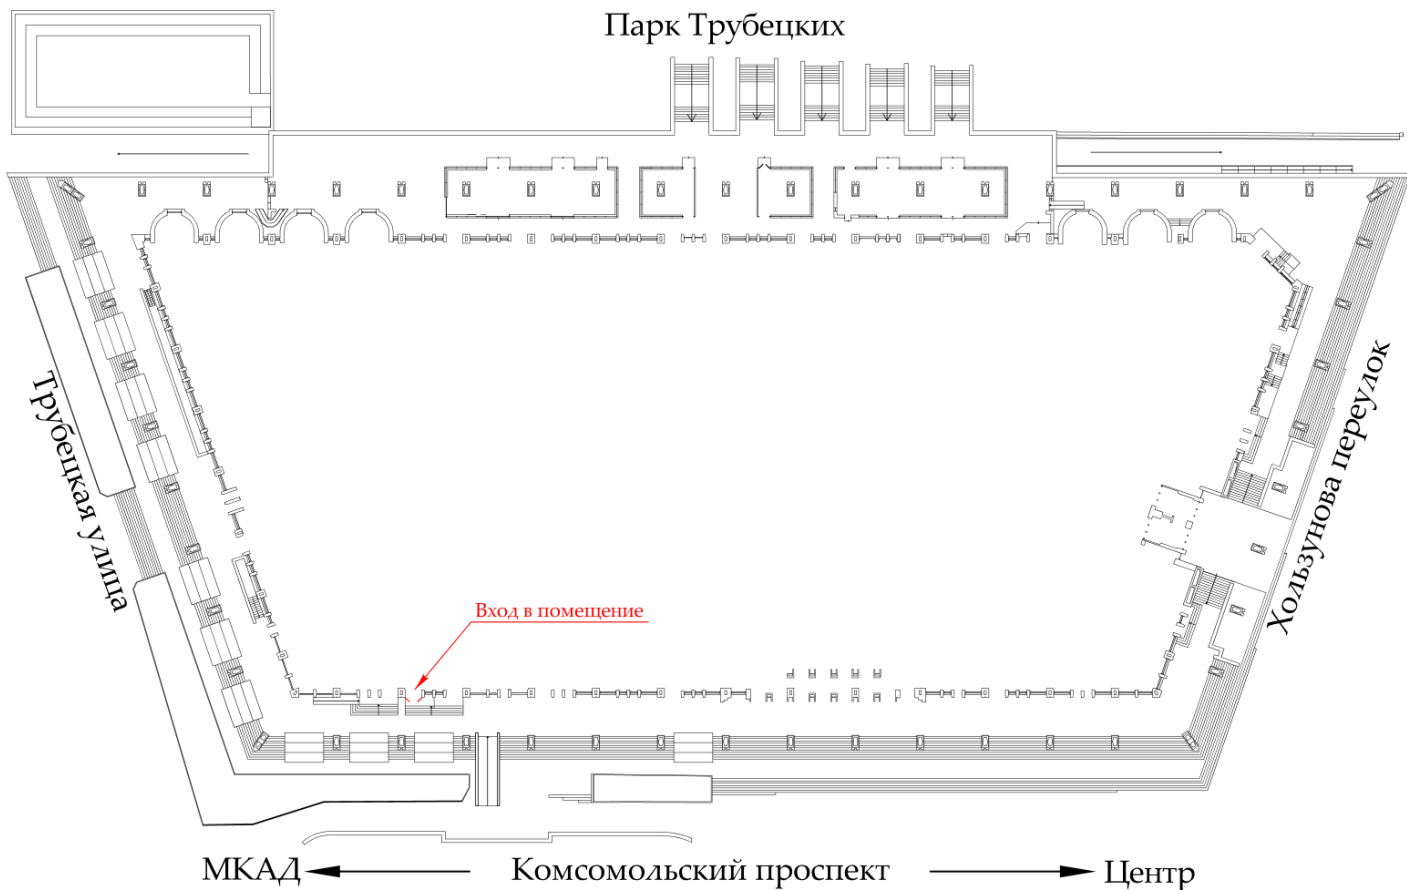 Парк Трубецких
Трубецкая улица
Хользунова переулок
Вход в помещение
МКАД
Комсомольский проспект
Центр